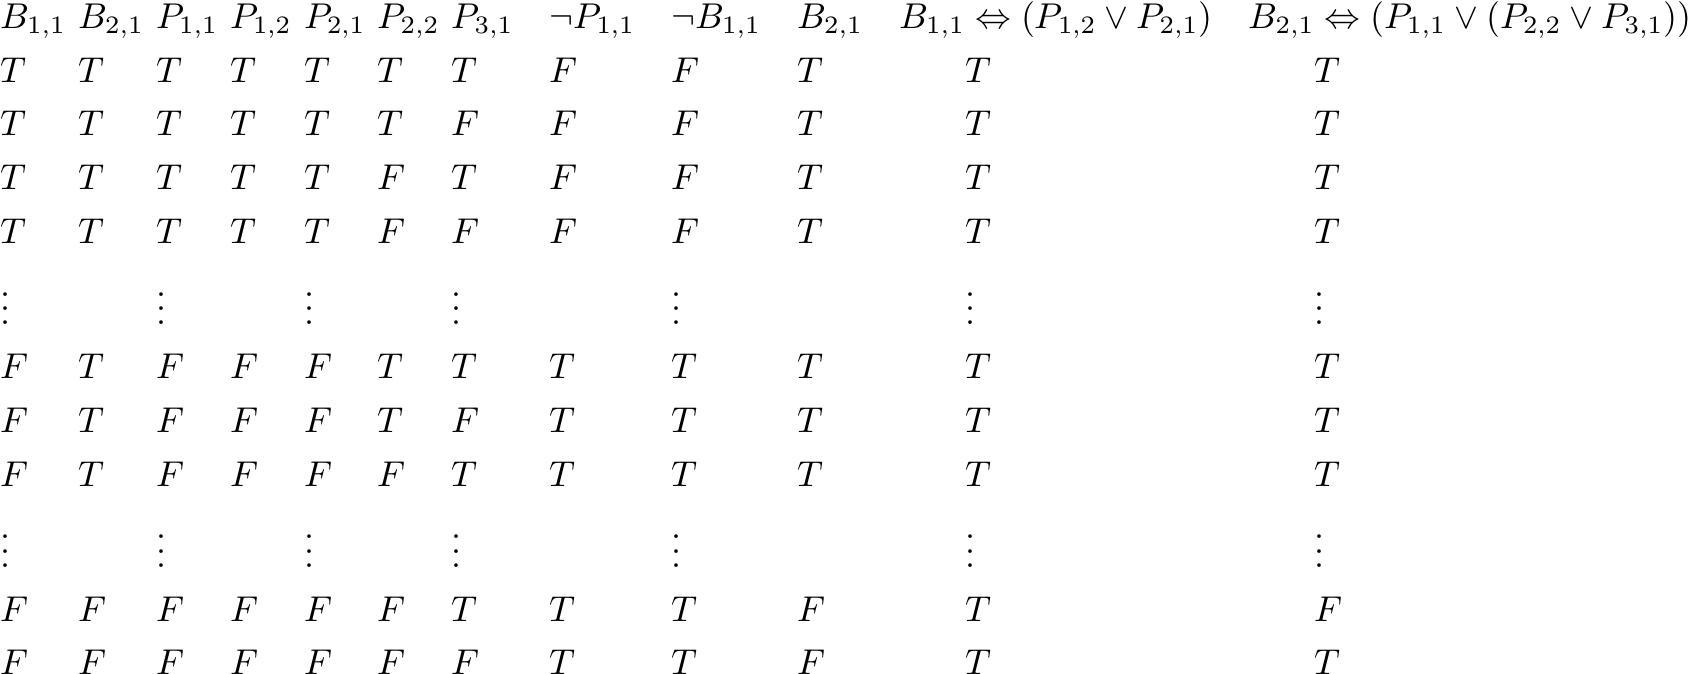 B₁,₁ B₂,₁ P₁,₁ P₁,₂ P₂,₁ P₂,₂ P₃,₁ ¬P₁,₁ ¬B₁,₁ B₂,₁ B₁,₁ ⇔ (P₁,₂ ∨ P₂,₁) B₂,₁ ⇔ (P₁,₁ ∨ (P₂,₂ ∨ P₃,₁))
T T T T T T T F F T T T
T T T T T T F F F T T T
T T T T T F T F F T T T
T T T T T F F F F T T T
⋮ ⋮ ⋮ ⋮ ⋮ ⋮ ⋮
F T F F F T T T T T T T
F T F F F T F T T T T T
F T F F F F T T T T T T
⋮ ⋮ ⋮ ⋮ ⋮ ⋮ ⋮
F F F F F F T T T F T F
F F F F F F F T T F T T